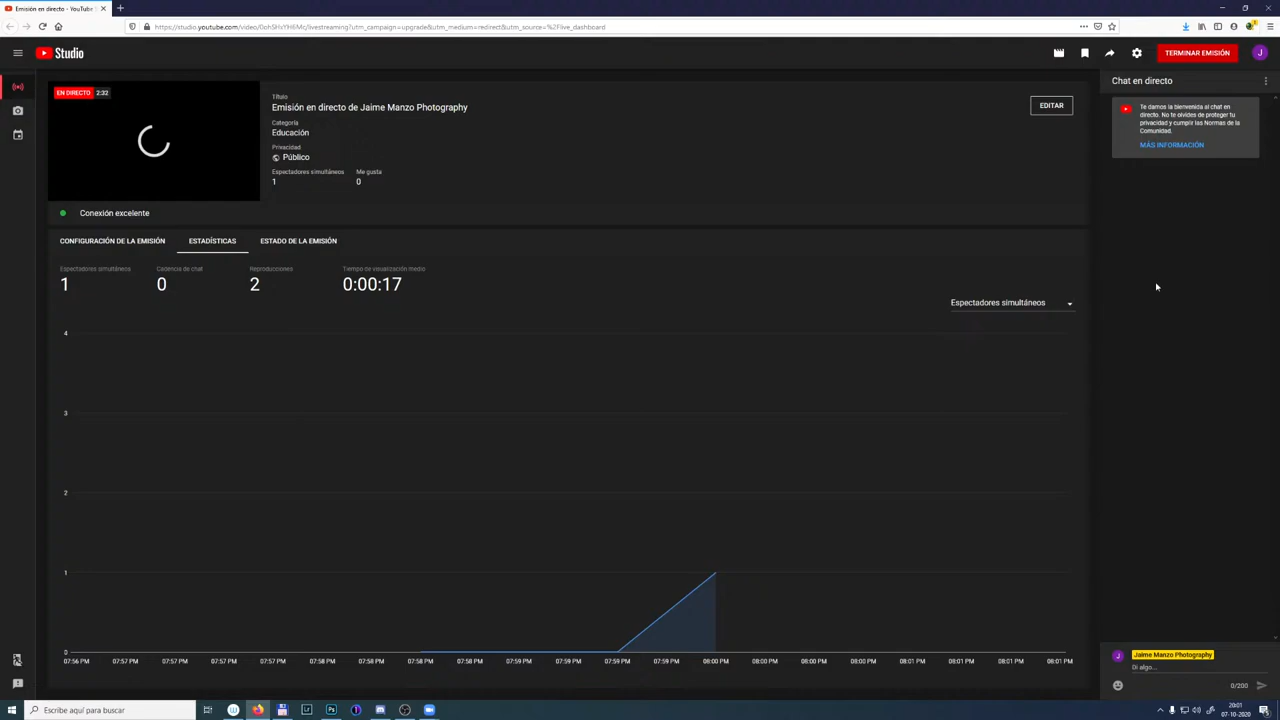 Emisión en directo - YouTube
https://studio.youtube.com/video/
Studio
TERMINAR EMISIÓN
J
EN DIRECTO 2:32
Título
Emisión en directo de Jaime Manzo Photography
EDITAR
Categoría
Educación
Privacidad
Público
Espectadores simultáneos Me gusta
1 0
Conexión excelente
CONFIGURACIÓN DE LA EMISIÓN ESTADÍSTICAS ESTADO DE LA EMISIÓN
Espectadores simultáneos Cadencia de chat Reproducciones Tiempo de visualización medio
1 0 2 0:00:17
Espectadores simultáneos
4
3
2
1
0
07:56 PM 07:57 PM 07:57 PM 07:57 PM 07:58 PM 07:58 PM 07:58 PM 07:59 PM 07:59 PM 07:59 PM 08:00 PM 08:00 PM 08:00 PM 08:00 PM 08:01 PM 08:01 PM 08:01 PM
Chat en directo
Te damos la bienvenida al chat en
directo. No te olvides de proteger tu
privacidad y cumplir las Normas de la
Comunidad.
MÁS INFORMACIÓN
J Jaime Manzo Photography
Di algo...
0/200
Escribe aquí para buscar
20:01
07-10-2020